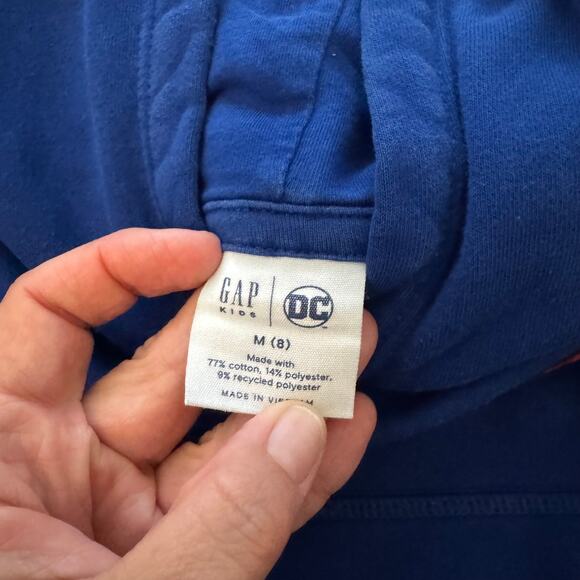 GAP
KIDS
DC
M (8)
Made with
77% cotton, 14% polyester,
9% recycled polyester
MADE IN VIETNAM